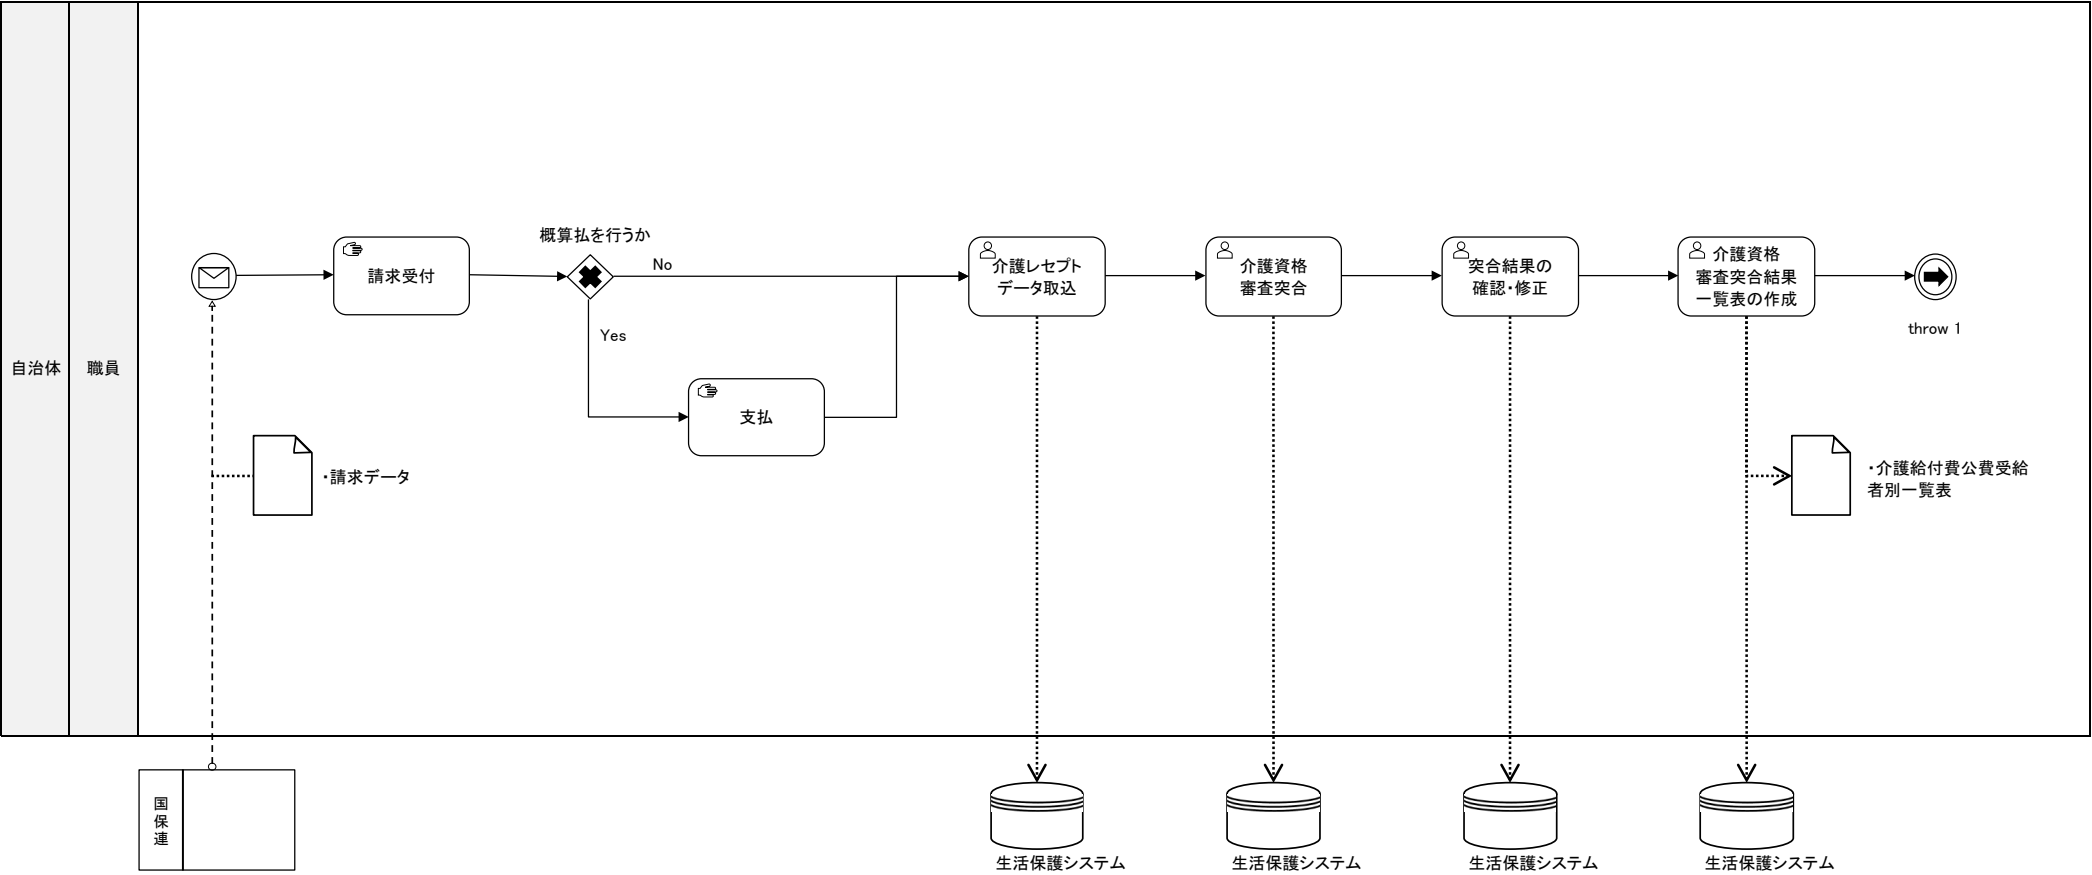 自治体
職員
請求受付
概算払を行うか
No
Yes
支払
介護レセプト
データ取込
介護資格
審査突合
突合結果の
確認・修正
介護資格
審査突合結果
一覧表の作成
throw 1
・請求データ
・介護給付費公費受給
者別一覧表
国
保
連
生活保護システム
生活保護システム
生活保護システム
生活保護システム